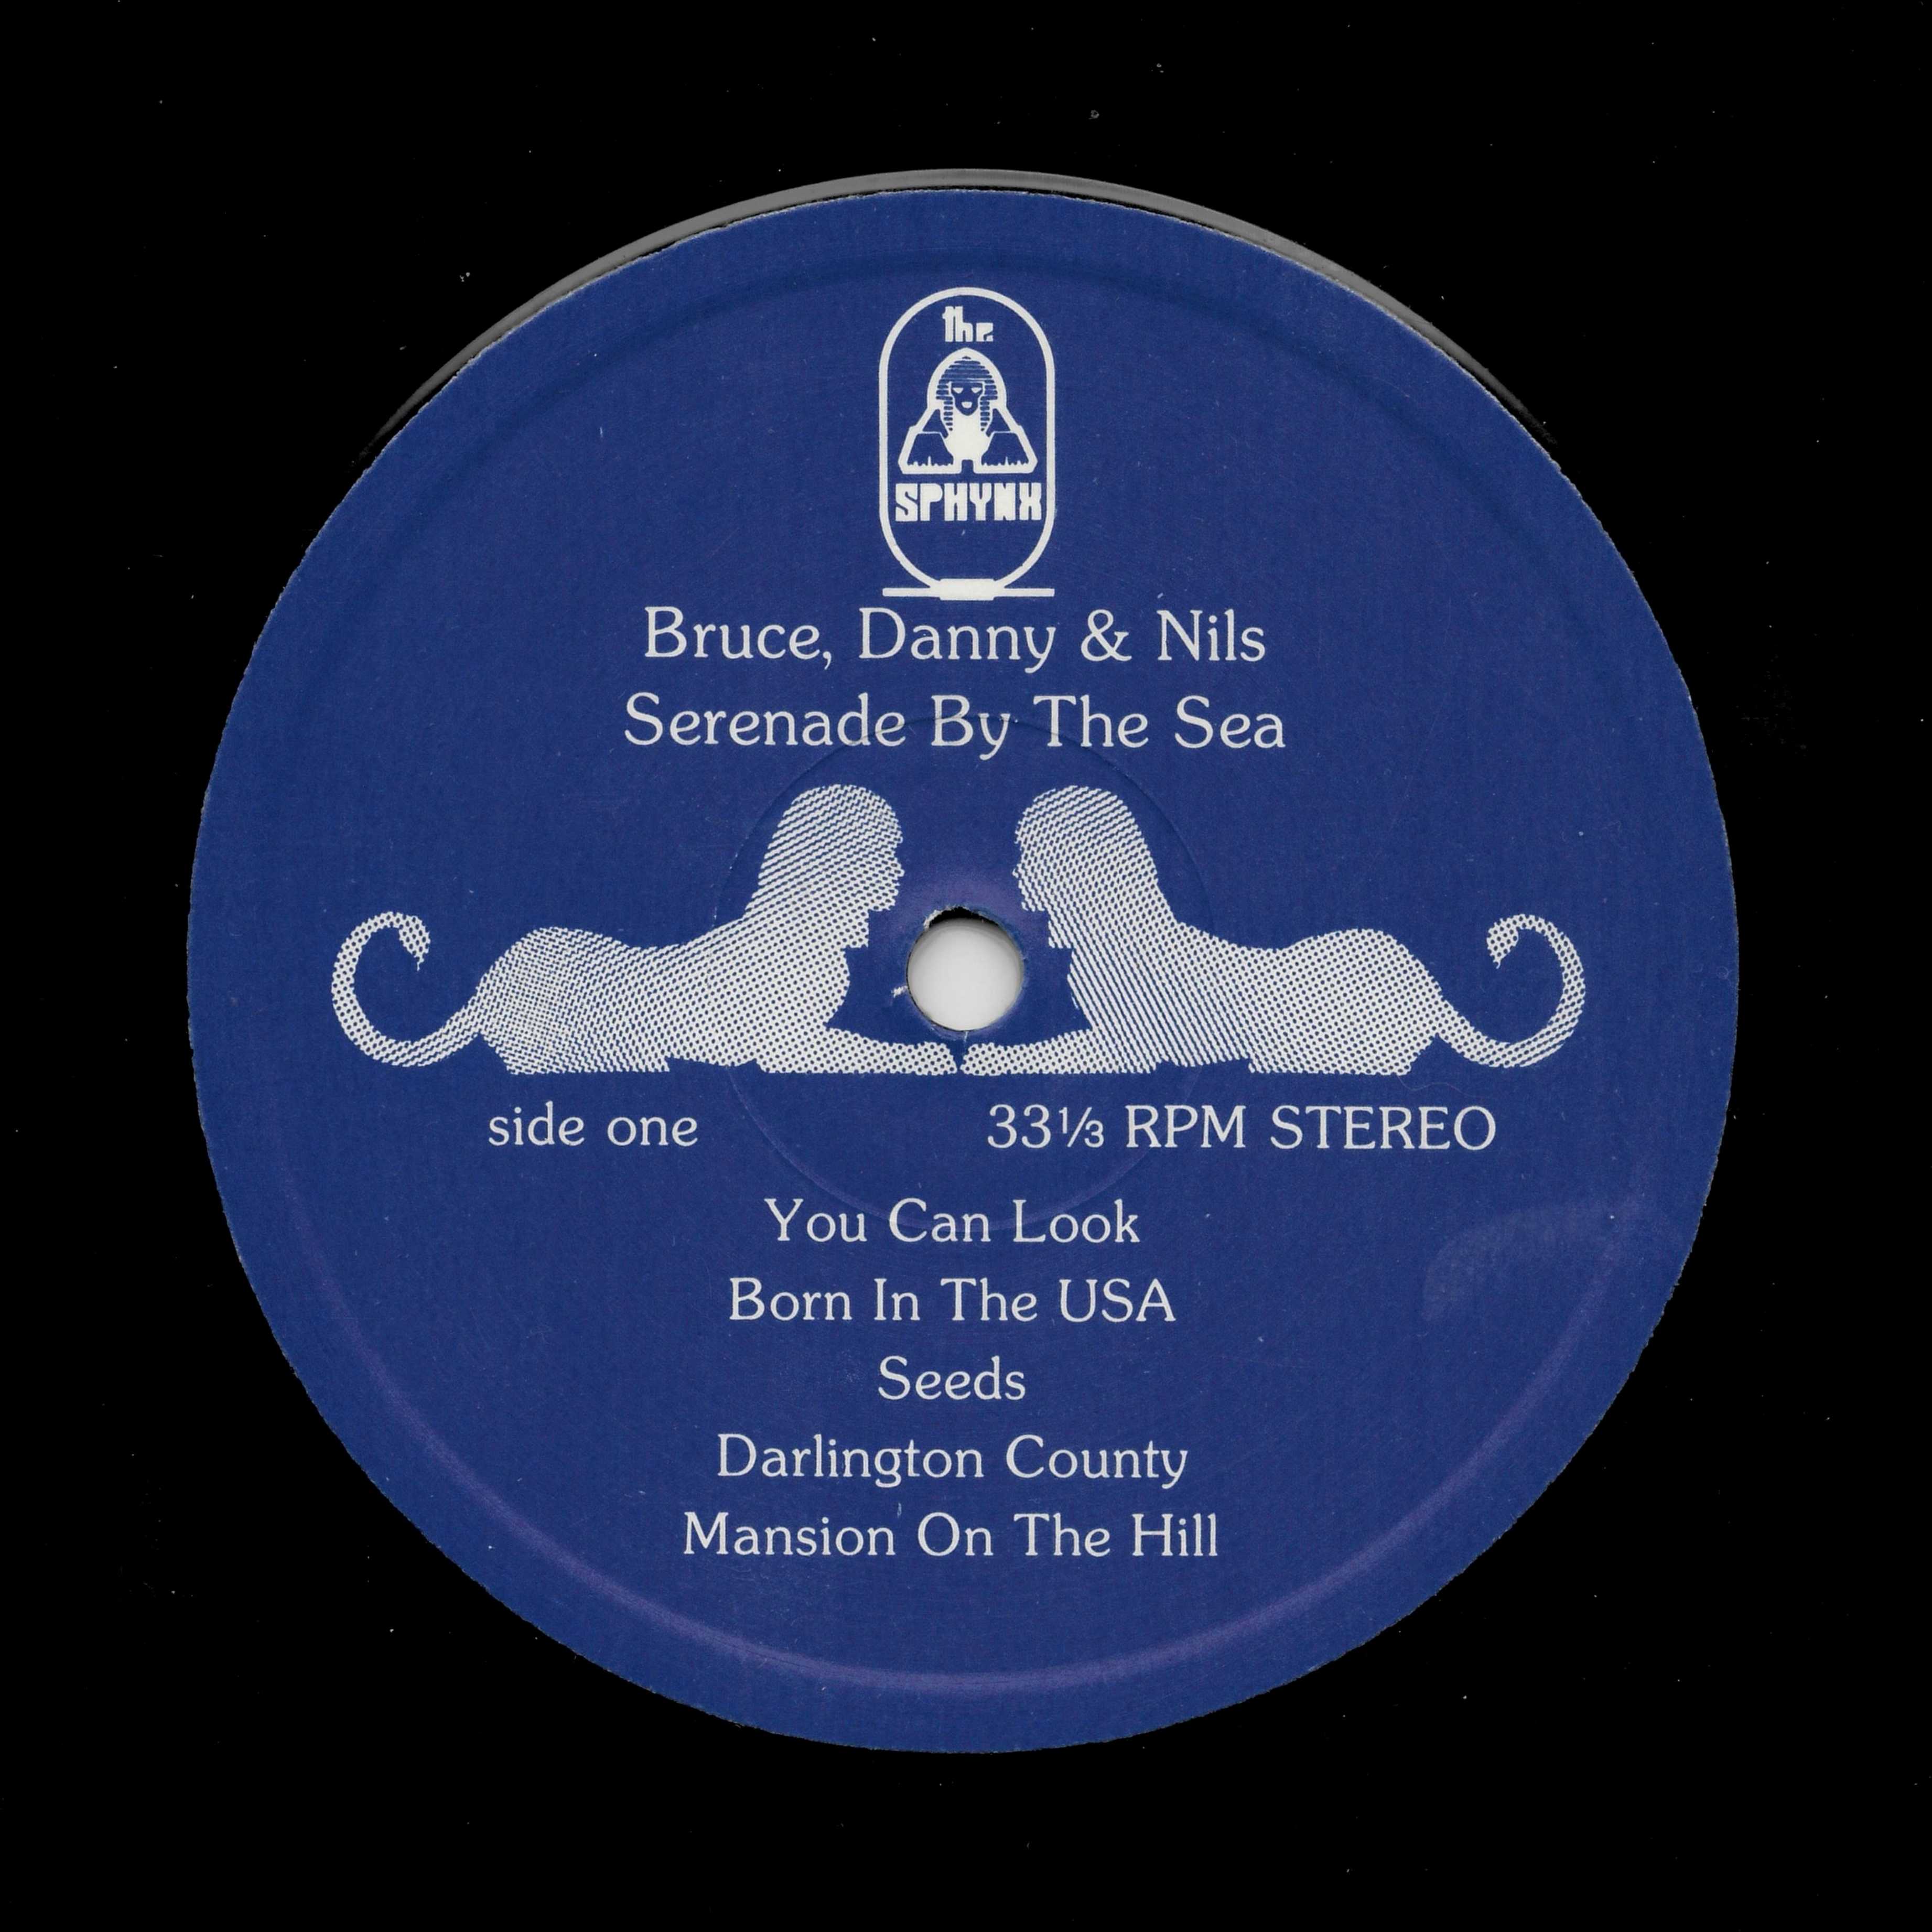 the
SPHYNX
Bruce, Danny & Nils
Serenade By The Sea
side one 33⅓ RPM STEREO
You Can Look
Born In The USA
Seeds
Darlington County
Mansion On The Hill